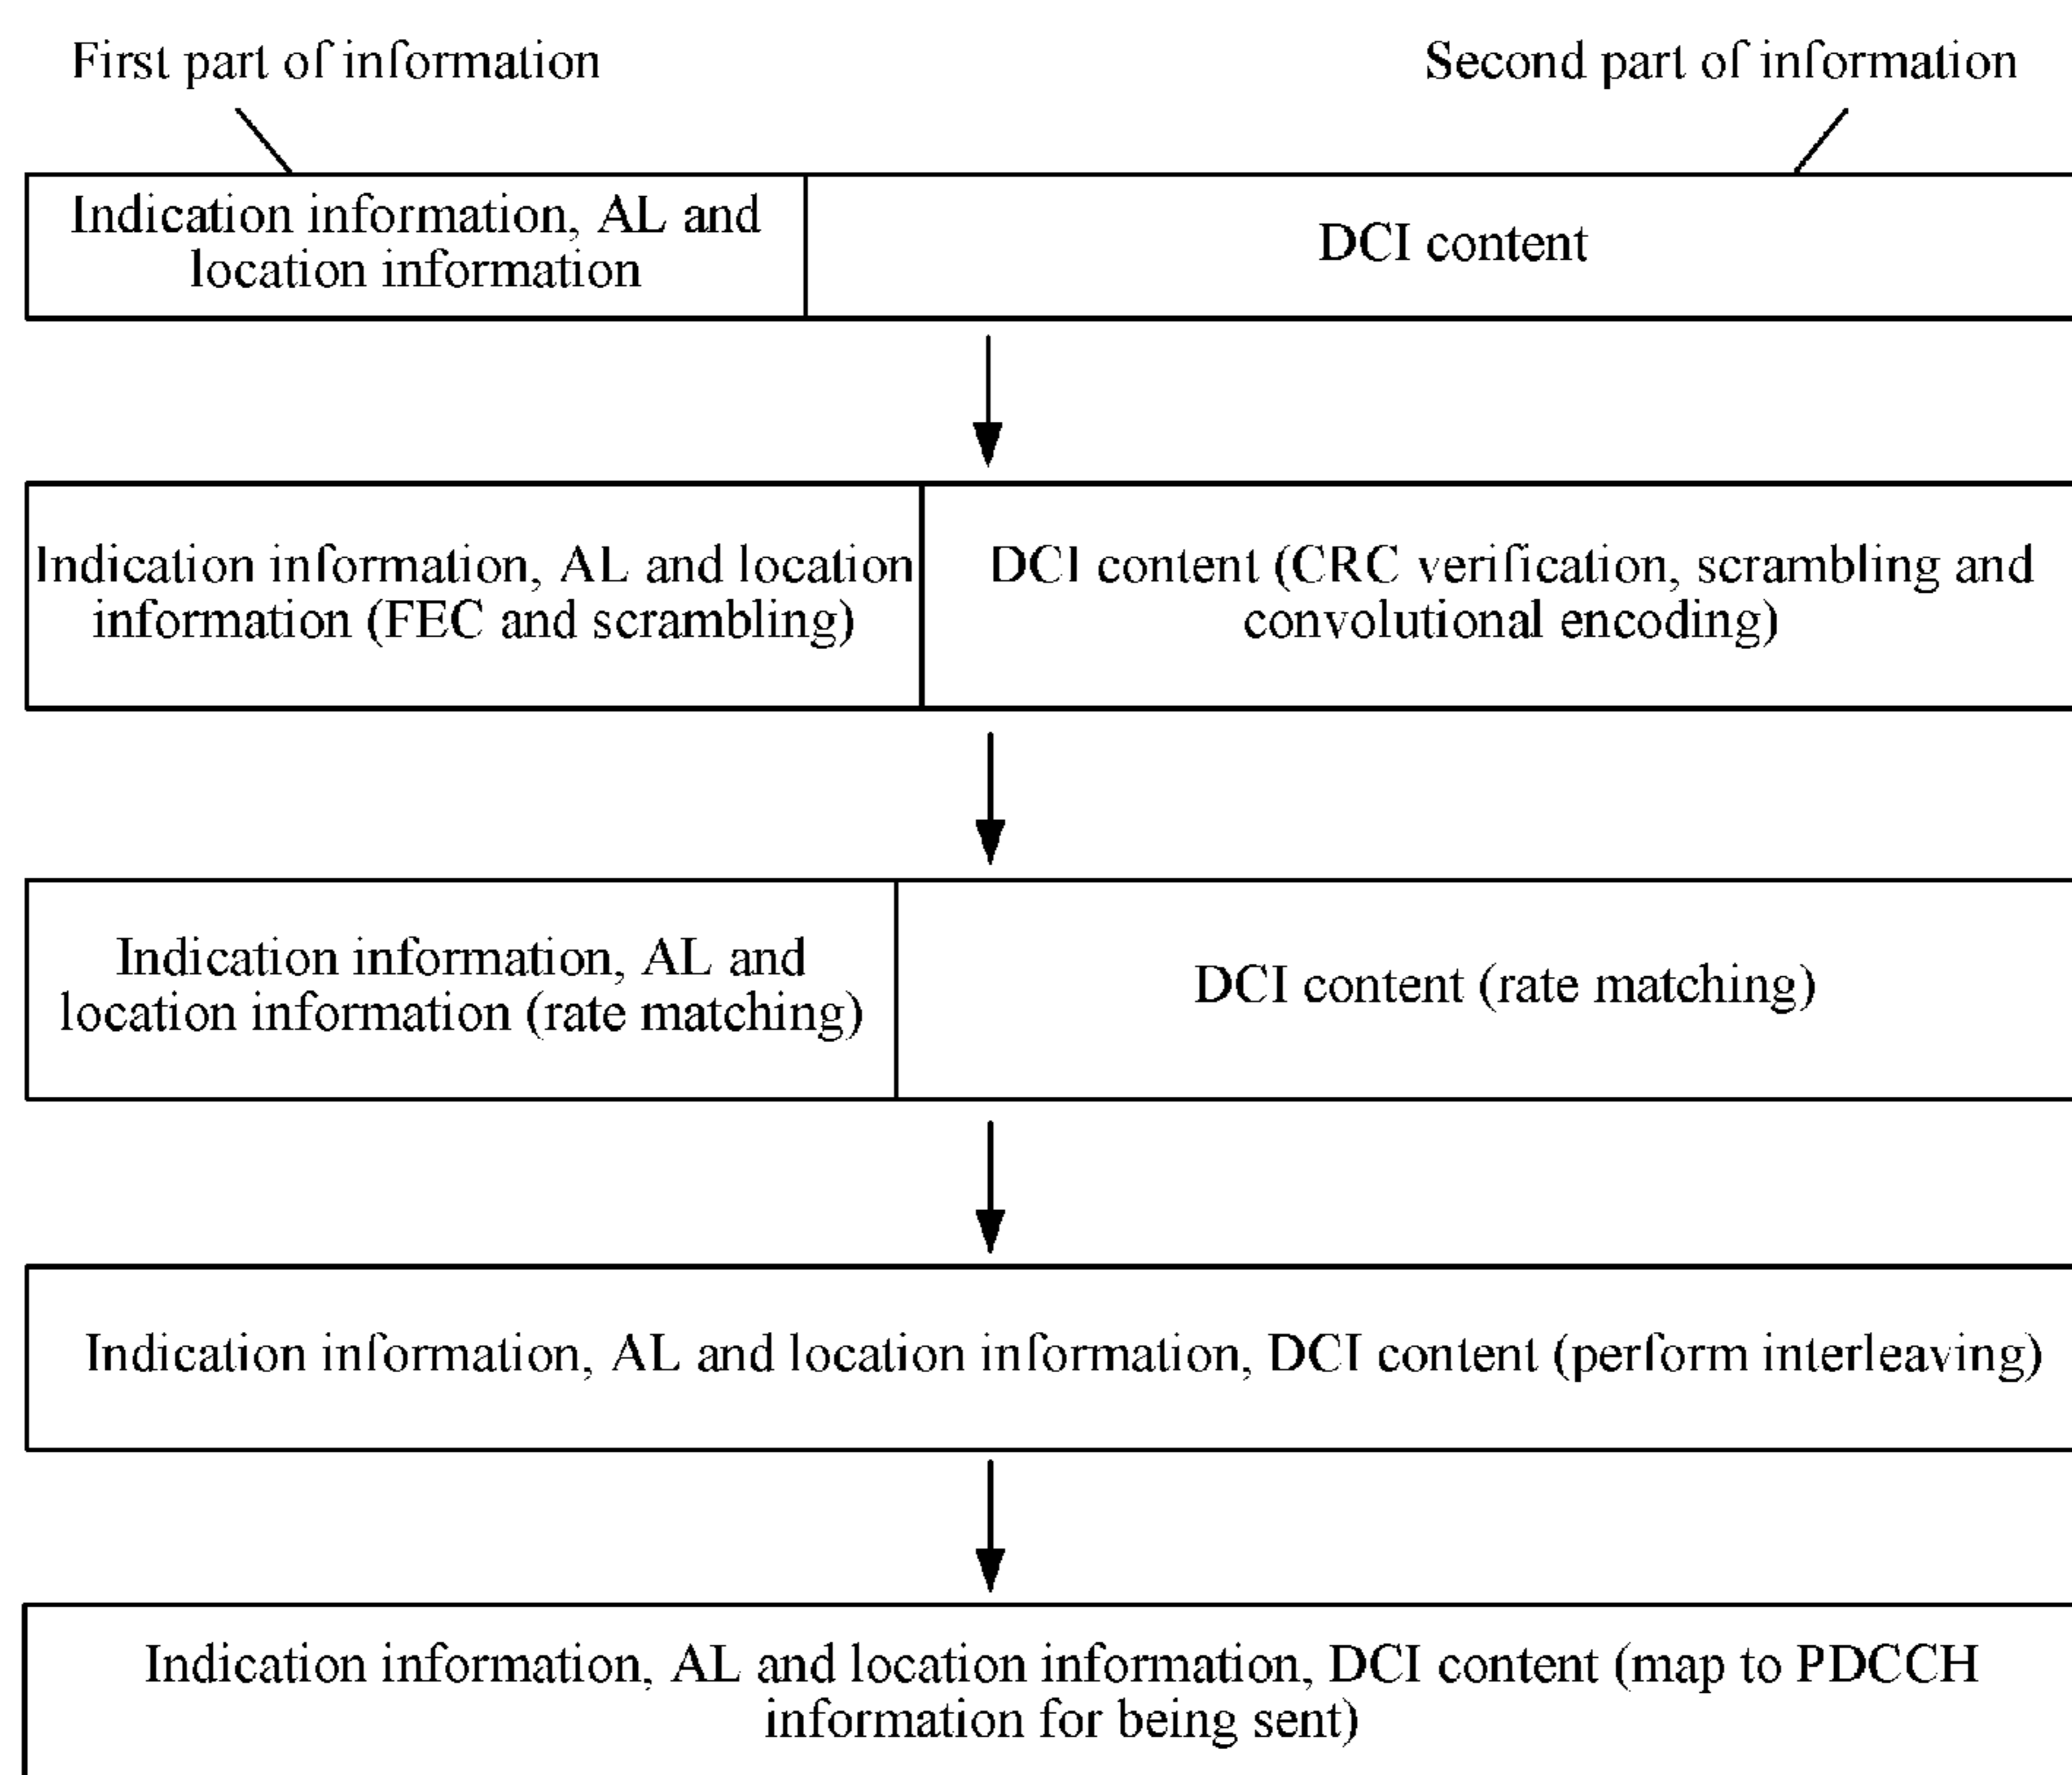 First part of information
Second part of information
Indication information, AL and
location information
DCI content
Indication information, AL and location
information (FEC and scrambling)
DCI content (CRC verification, scrambling and
convolutional encoding)
Indication information, AL and
location information (rate matching)
DCI content (rate matching)
Indication information, AL and location information, DCI content (perform interleaving)
Indication information, AL and location information, DCI content (map to PDCCH
information for being sent)